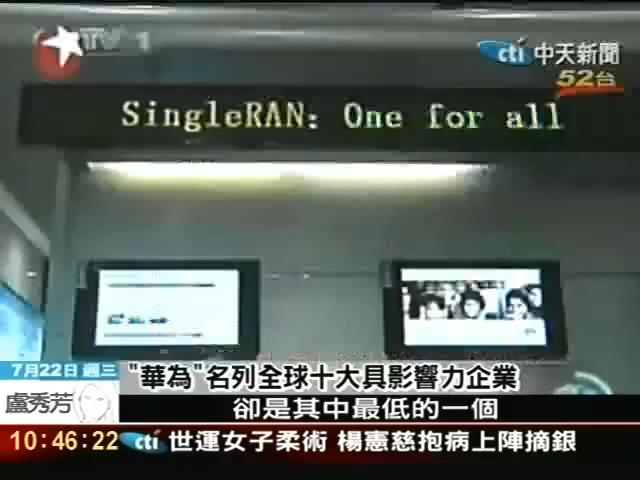 cti 中天新聞
52台
SingleRAN: One for all
7月22日 週三
"華為"名列全球十大具影響力企業
盧秀芳
卻是其中最低的一個
10:46:22 cti 世運女子柔術 楊憲慈抱病上陣摘銀